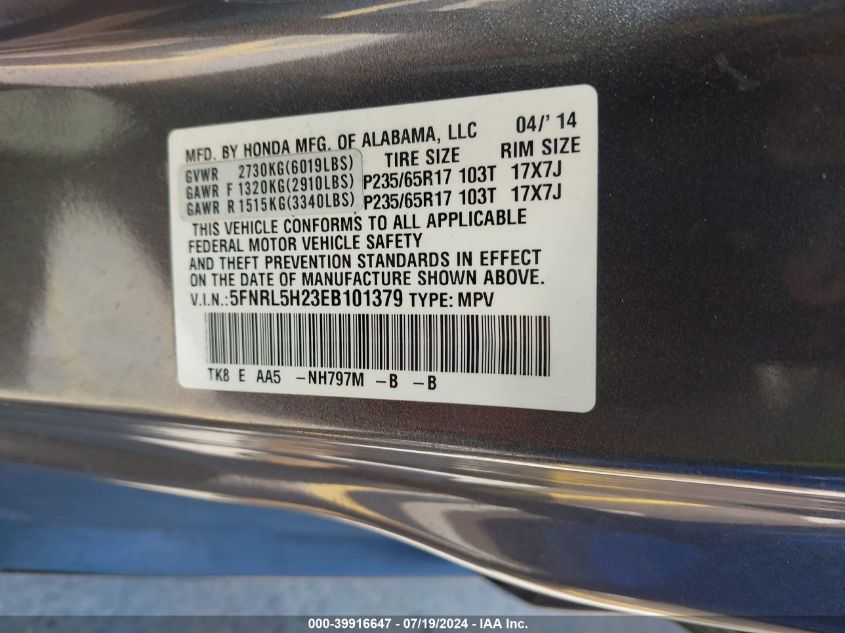 MFD. BY HONDA MFG. OF ALABAMA, LLC 04/' 14
GVWR 2730KG(6019LBS) TIRE SIZE RIM SIZE
GAWR F 1320KG(2910LBS) P235/65R17 103T 17X7J
GAWR R 1515KG(3340LBS) P235/65R17 103T 17X7J
THIS VEHICLE CONFORMS TO ALL APPLICABLE
FEDERAL MOTOR VEHICLE SAFETY
AND THEFT PREVENTION STANDARDS IN EFFECT
ON THE DATE OF MANUFACTURE SHOWN ABOVE.
V.I.N.:5FNRL5H23EB101379 TYPE: MPV
TK8 E AA5 -NH797M -B -B
000-39916647 - 07/19/2024 - IAA Inc.